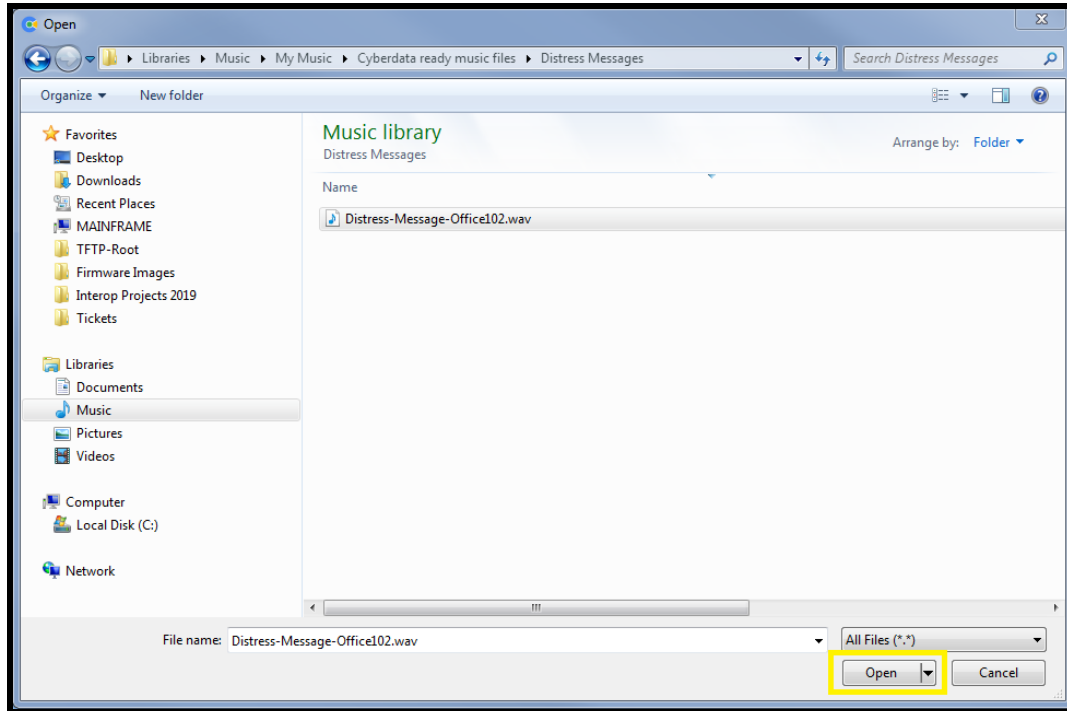 Open
Libraries Music My Music Cyberdata ready music files Distress Messages
Search Distress Messages
Organize New folder
Favorites
Desktop
Downloads
Recent Places
MAINFRAME
TFTP-Root
Firmware Images
Interop Projects 2019
Tickets
Libraries
Documents
Music
Pictures
Videos
Computer
Local Disk (C:)
Network
Music library
Distress Messages
Arrange by: Folder
Name
Distress-Message-Office102.wav
File name: Distress-Message-Office102.wav
All Files (*.*)
Open Cancel